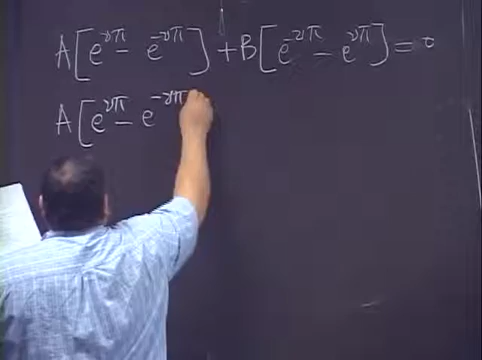 A[e^{νπ} - e^{-νπ}] + B[e^{-νπ} - e^{νπ}] = 0
A[e^{νπ} - e^{-νπ}